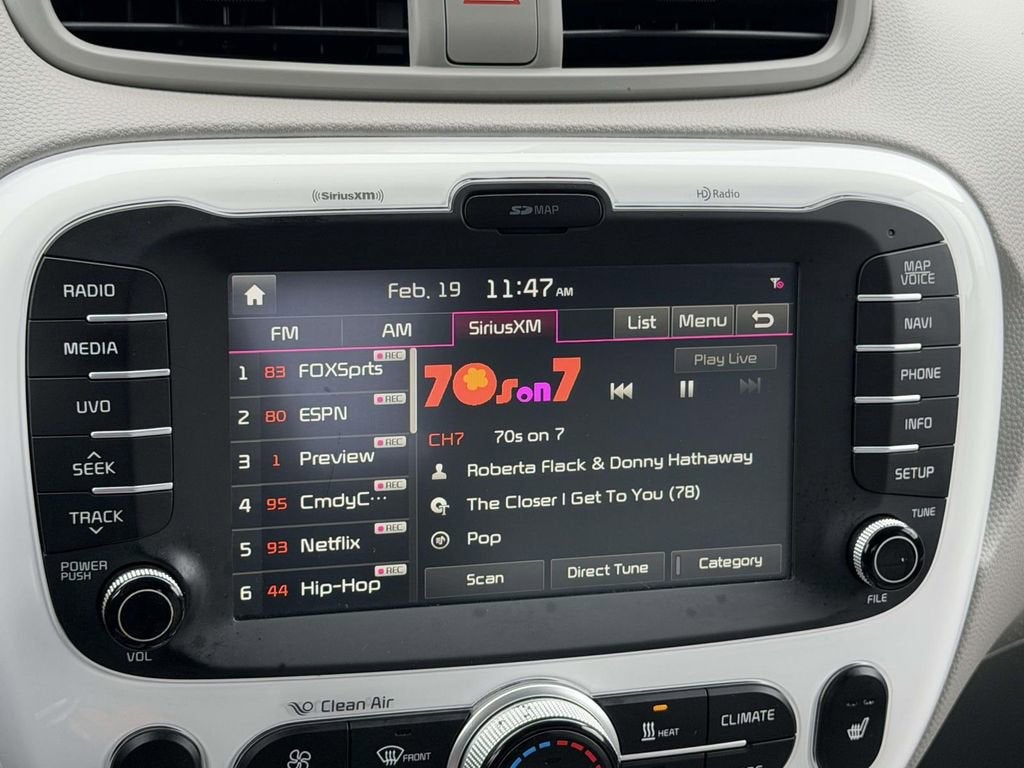 SiriusXM
SD MAP
HD Radio
RADIO
MEDIA
UVO
SEEK
TRACK
POWER
PUSH
VOL
Feb. 19 11:47 AM
FM AM SiriusXM List Menu
1 83 FOXSprts REC
2 80 ESPN REC
3 1 Preview REC
4 95 CmdyC··· REC
5 93 Netflix REC
6 44 Hip-Hop REC
Play Live
70s on 7
CH7 70s on 7
Roberta Flack & Donny Hathaway
The Closer I Get To You (78)
Pop
Scan Direct Tune Category
MAP
VOICE
NAVI
PHONE
INFO
SETUP
TUNE
FILE
Clean Air
FRONT
HEAT
CLIMATE